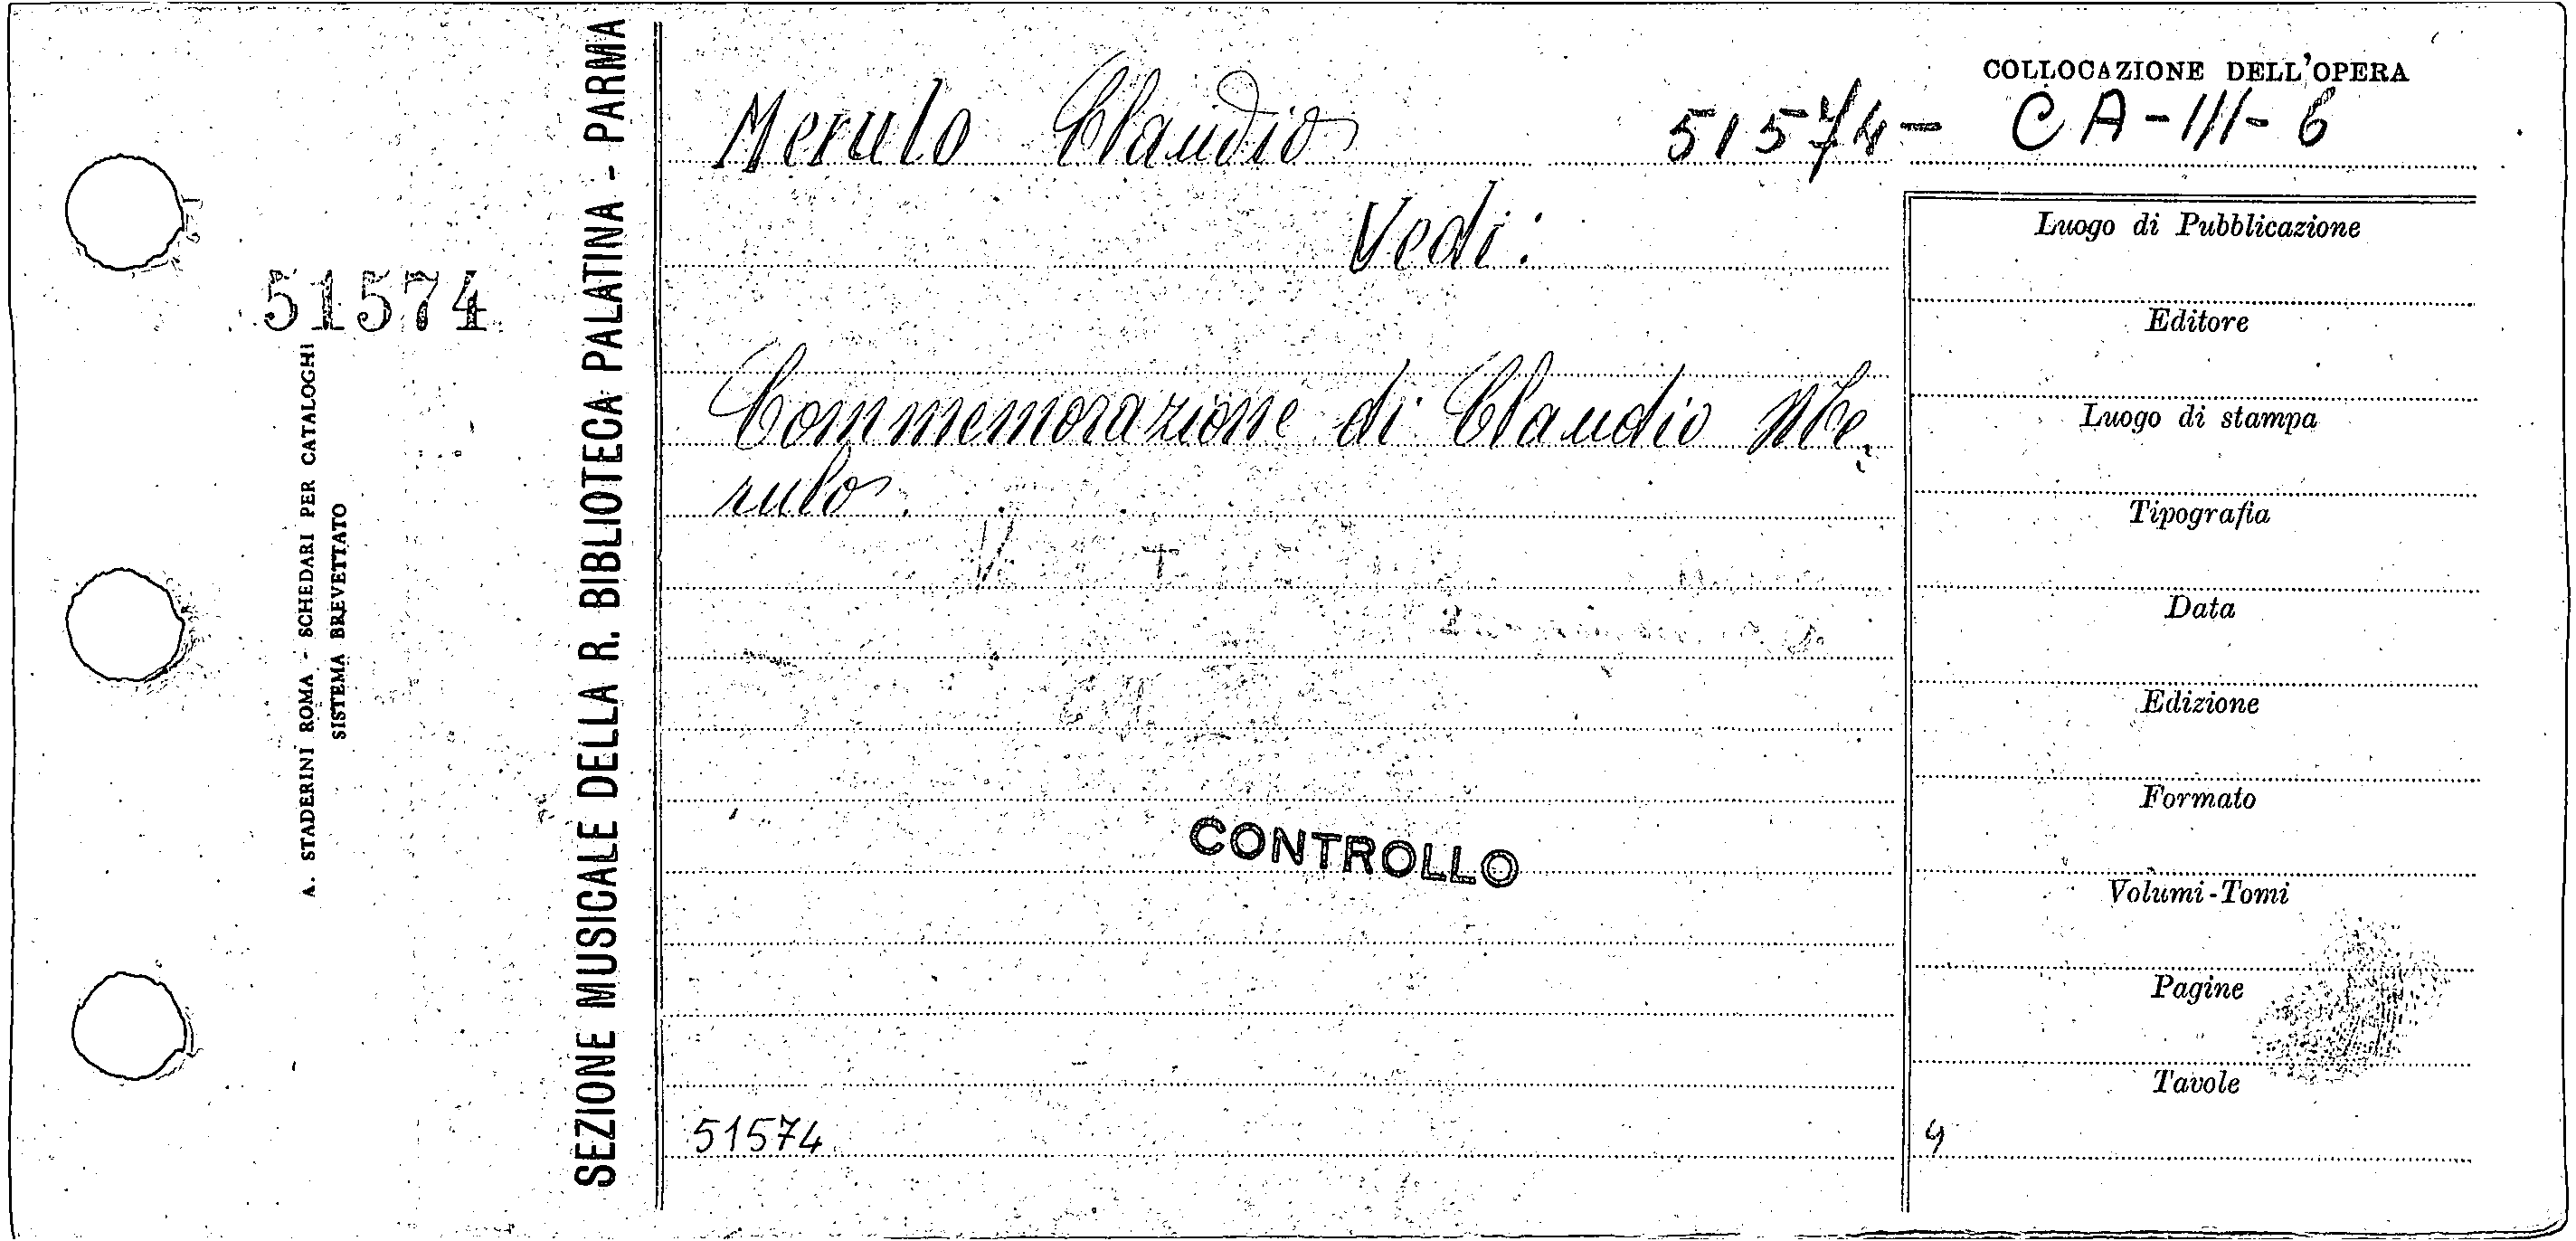 COLLOCAZIONE DELL'OPERA
Merulo Claudio 51574- CA-III-6
Vedi:
Commemorazione di Claudio Me-
rulo.
CONTROLLO
51574
Luogo di Pubblicazione
Editore
Luogo di stampa
Tipografia
Data
Edizione
Formato
Volumi-Tomi
Pagine
Tavole
51574
A. STADERINI ROMA - SCHEDARI PER CATALOGHI
SISTEMA BREVETTATO
SEZIONE MUSICALE DELLA R. BIBLIOTECA PALATINA - PARMA